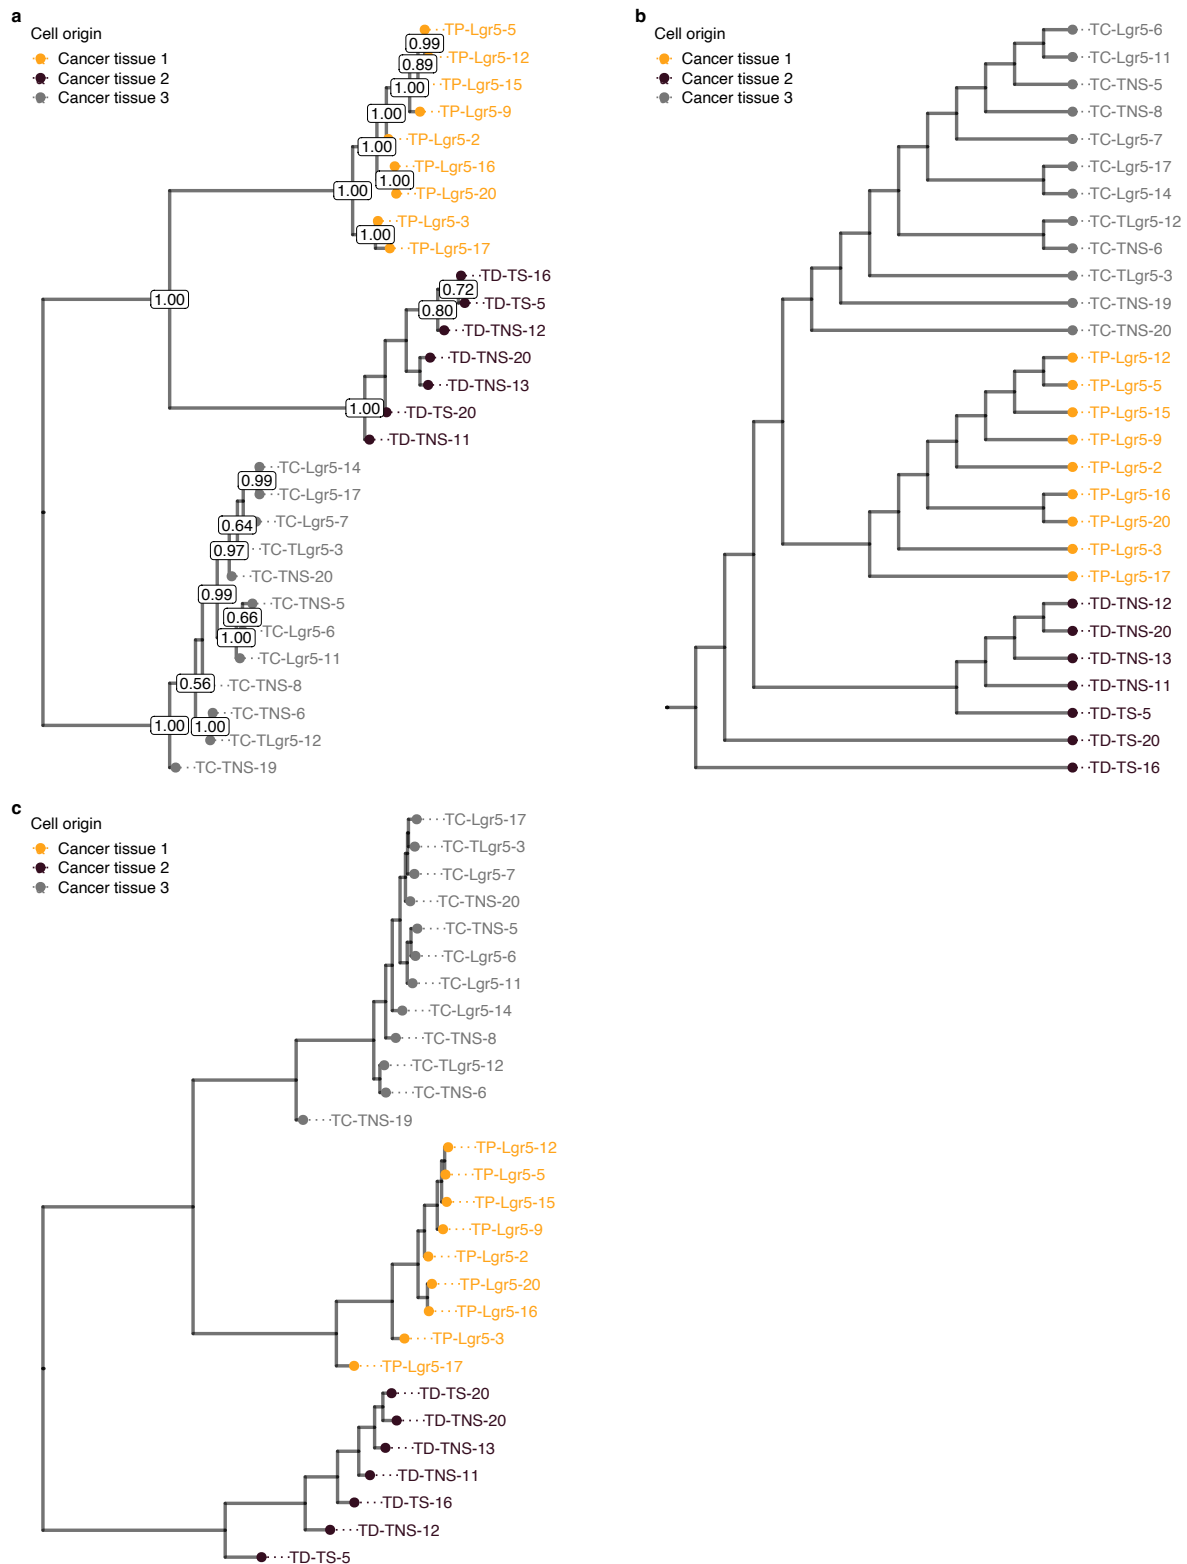 a
Cell origin
Cancer tissue 1
Cancer tissue 2
Cancer tissue 3
TP-Lgr5-5
0.99
TP-Lgr5-12
0.89
TP-Lgr5-15
1.00
TP-Lgr5-9
1.00
TP-Lgr5-2
1.00
TP-Lgr5-16
1.00
1.00
TP-Lgr5-20
TP-Lgr5-3
1.00
TP-Lgr5-17
TD-TS-16
0.72
1.00
TD-TS-5
0.80
TD-TNS-12
TD-TNS-20
TD-TNS-13
1.00
TD-TS-20
TD-TNS-11
TC-Lgr5-14
0.99
TC-Lgr5-17
0.64
TC-Lgr5-7
0.97
TC-TLgr5-3
TC-TNS-20
0.99
TC-TNS-5
0.66
TC-Lgr5-6
1.00
TC-Lgr5-11
0.56
TC-TNS-8
TC-TNS-6
1.00
1.00
TC-TLgr5-12
TC-TNS-19
b
Cell origin
Cancer tissue 1
Cancer tissue 2
Cancer tissue 3
TC-Lgr5-6
TC-Lgr5-11
TC-TNS-5
TC-TNS-8
TC-Lgr5-7
TC-Lgr5-17
TC-Lgr5-14
TC-TLgr5-12
TC-TNS-6
TC-TLgr5-3
TC-TNS-19
TC-TNS-20
TP-Lgr5-12
TP-Lgr5-5
TP-Lgr5-15
TP-Lgr5-9
TP-Lgr5-2
TP-Lgr5-16
TP-Lgr5-20
TP-Lgr5-3
TP-Lgr5-17
TD-TNS-12
TD-TNS-20
TD-TNS-13
TD-TNS-11
TD-TS-5
TD-TS-20
TD-TS-16
c
Cell origin
Cancer tissue 1
Cancer tissue 2
Cancer tissue 3
TC-Lgr5-17
TC-TLgr5-3
TC-Lgr5-7
TC-TNS-20
TC-TNS-5
TC-Lgr5-6
TC-Lgr5-11
TC-Lgr5-14
TC-TNS-8
TC-TLgr5-12
TC-TNS-6
TC-TNS-19
TP-Lgr5-12
TP-Lgr5-5
TP-Lgr5-15
TP-Lgr5-9
TP-Lgr5-2
TP-Lgr5-20
TP-Lgr5-16
TP-Lgr5-3
TP-Lgr5-17
TD-TS-20
TD-TNS-20
TD-TNS-13
TD-TNS-11
TD-TS-16
TD-TNS-12
TD-TS-5